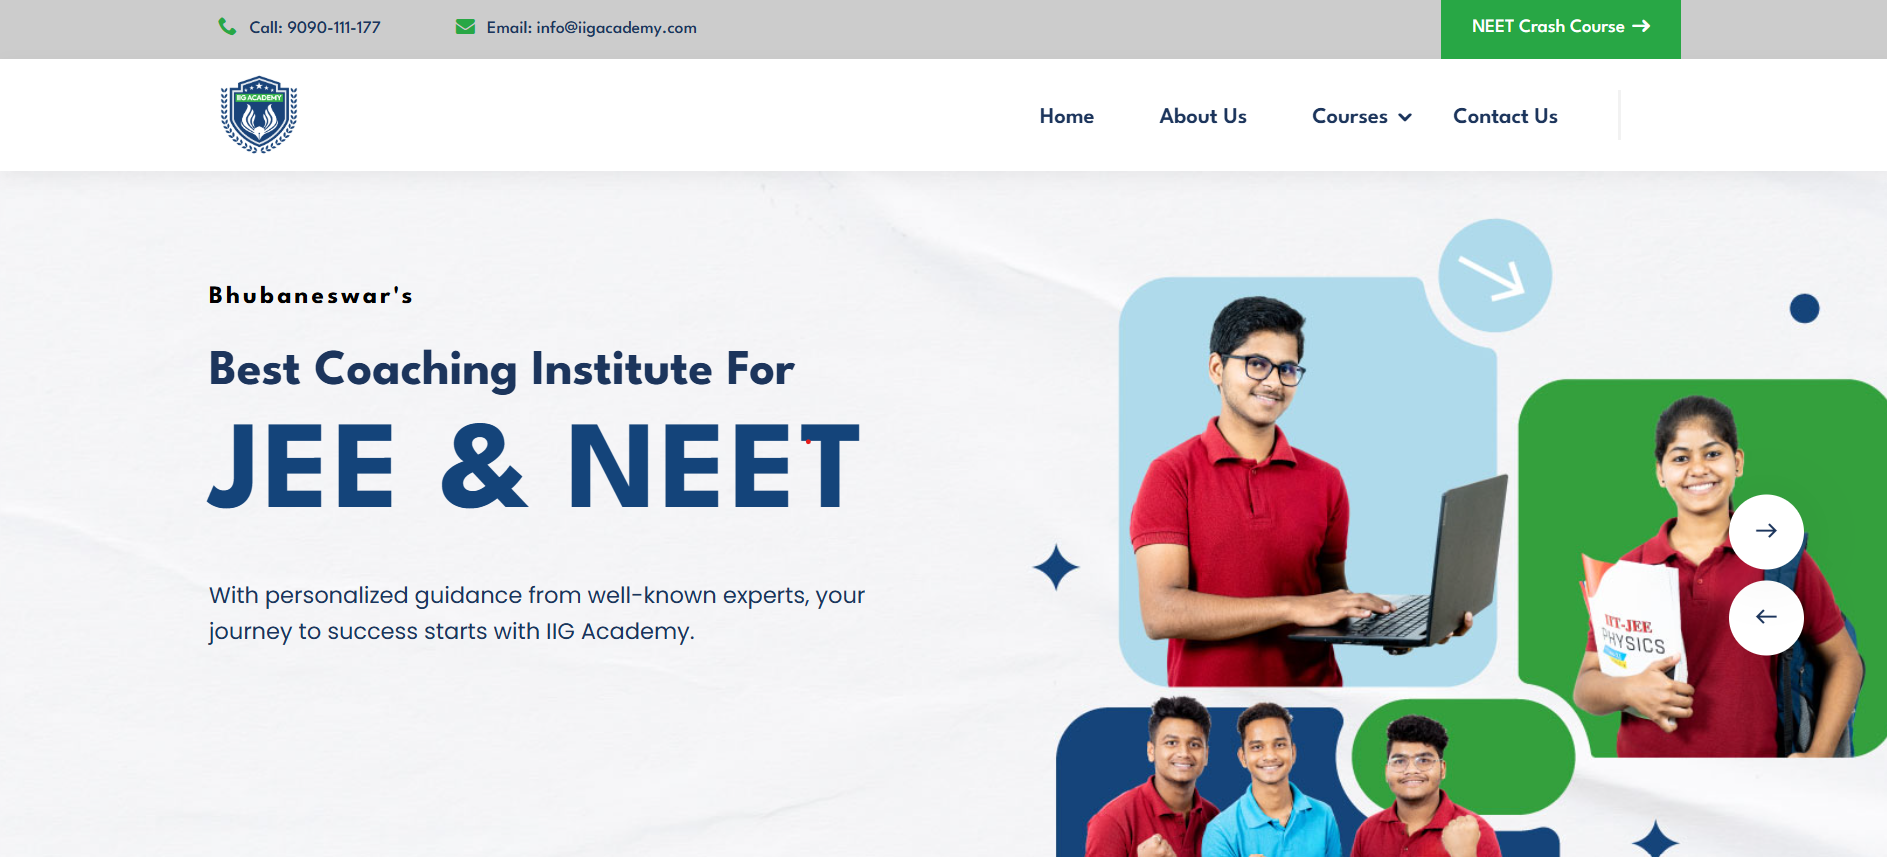 Call: 9090-111-177
Email: info@iigacademy.com
NEET Crash Course
IIG ACADEMY
Home
About Us
Courses
Contact Us
Bhubaneswar's
Best Coaching Institute For
JEE & NEET
With personalized guidance from well-known experts, your
journey to success starts with IIG Academy.
IIT-JEE
PHYSICS